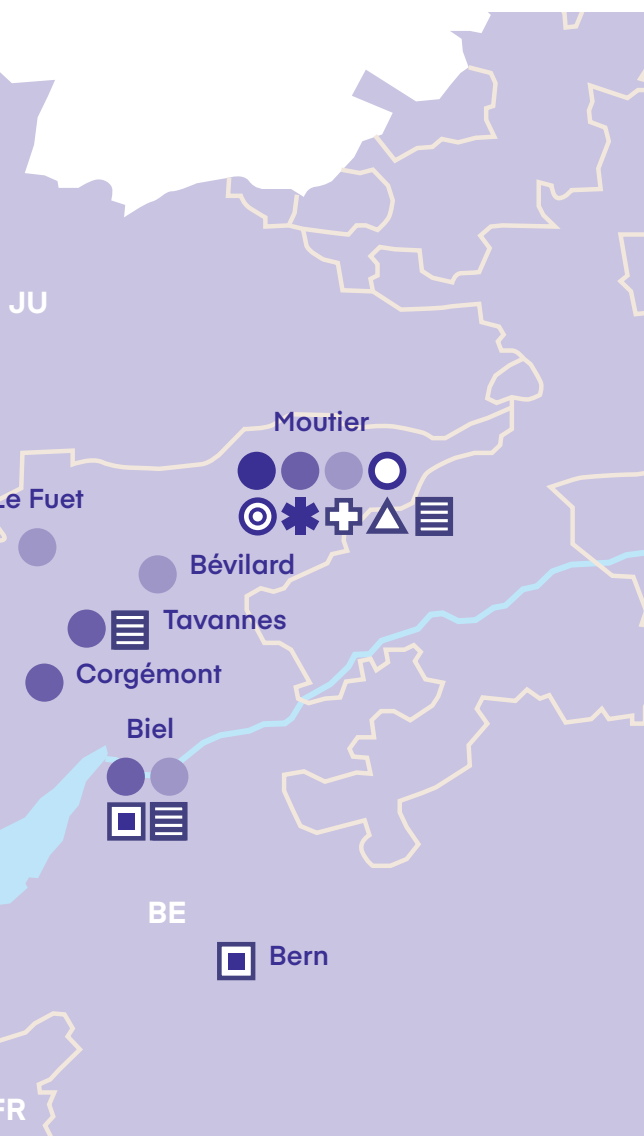 JU
Moutier
Le Fuet
Bévilard
Tavannes
Corgémont
Biel
BE
Bern
FR